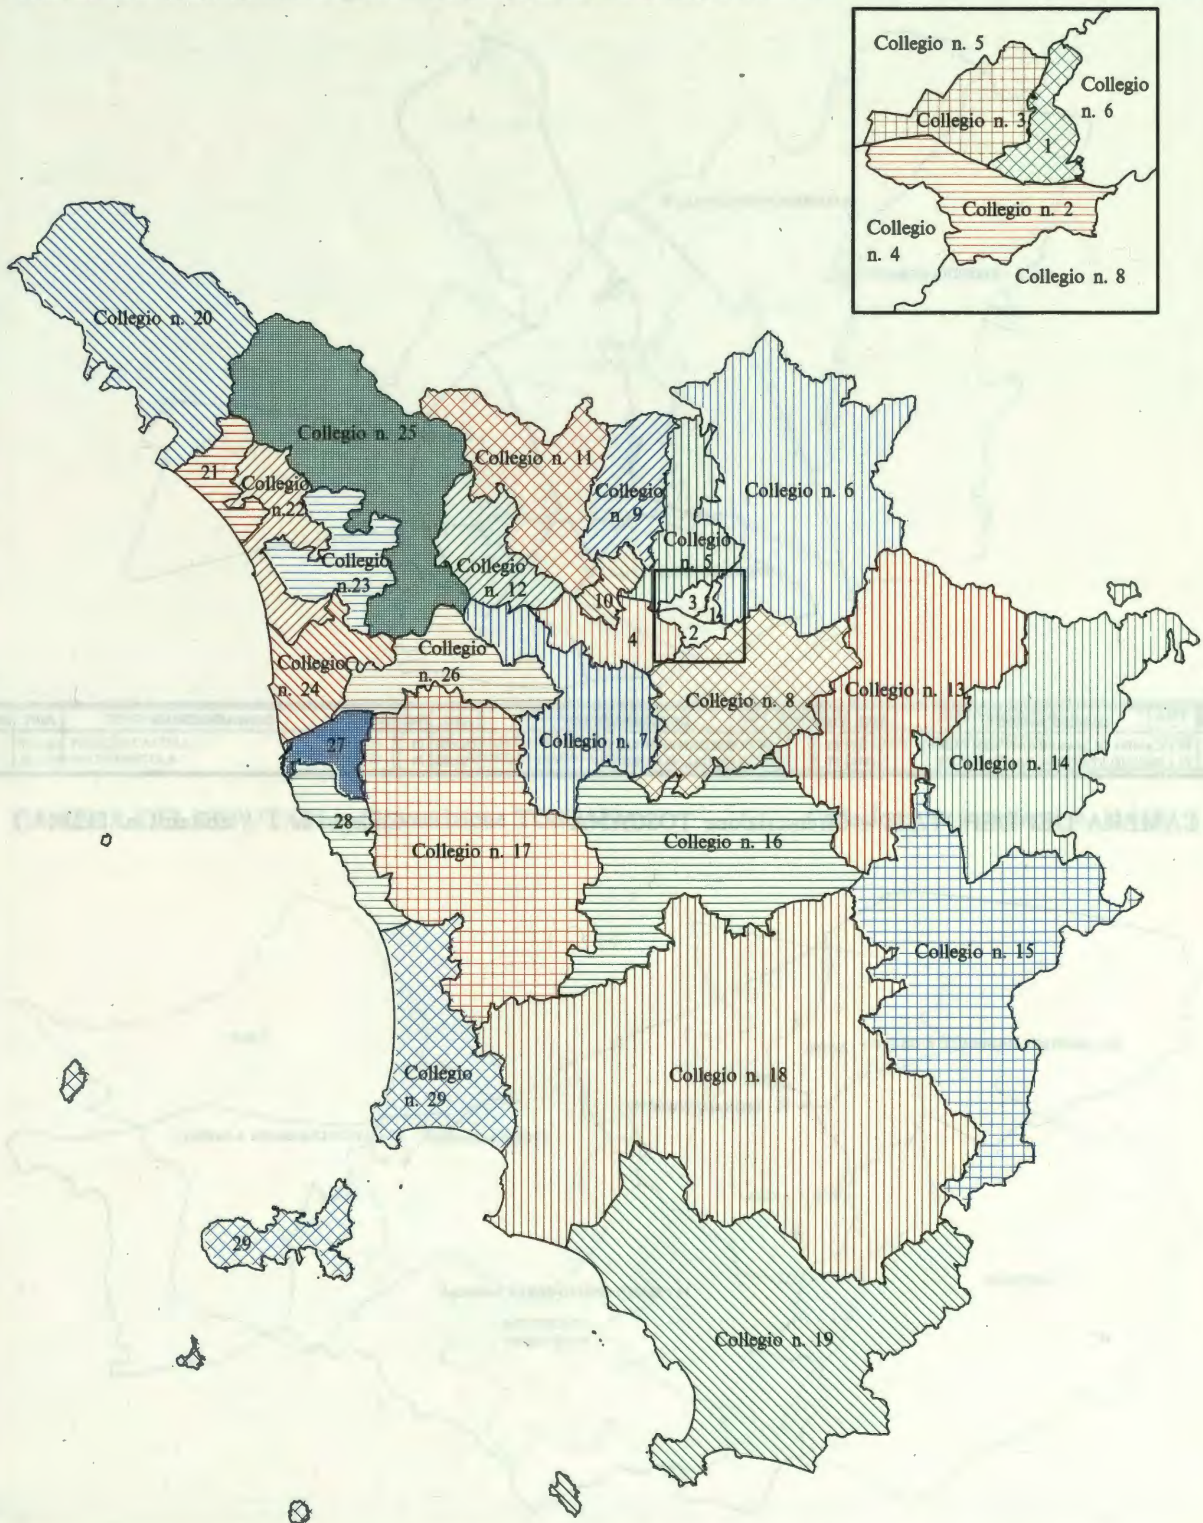 Collegio n. 5
Collegio
n. 6
Collegio n. 3
1
Collegio n. 2
Collegio
n. 4
Collegio n. 8
Collegio n. 20
Collegio n. 25
21
Collegio
n.22
Collegio n. 11
Collegio
n. 9
Collegio n. 6
Collegio
n. 5
Collegio
n.23
Collegio
n. 12
10
3
1
2
4
Collegio
n. 24
Collegio
n. 26
Collegio n. 8
Collegio n. 13
27
Collegio n. 7
Collegio n. 14
28
Collegio n. 17
Collegio n. 16
Collegio n. 15
Collegio
n. 29
Collegio n. 18
29
Collegio n. 19